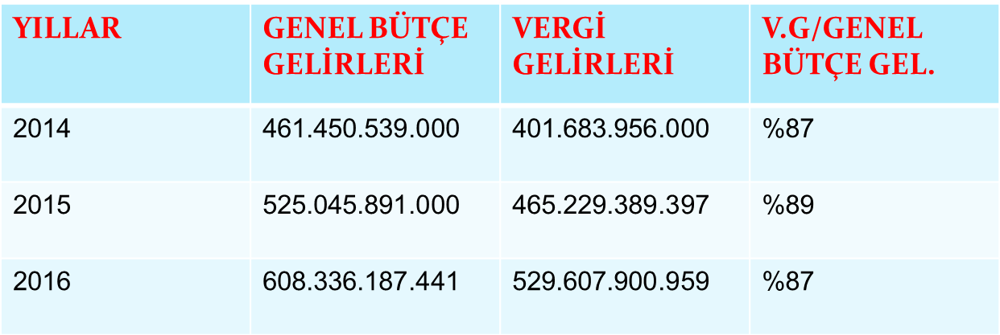 YILLAR
GENEL BÜTÇE
GELİRLERİ
VERGİ
GELİRLERİ
V.G/GENEL
BÜTÇE GEL.
2014 461.450.539.000 401.683.956.000 %87
2015 525.045.891.000 465.229.389.397 %89
2016 608.336.187.441 529.607.900.959 %87